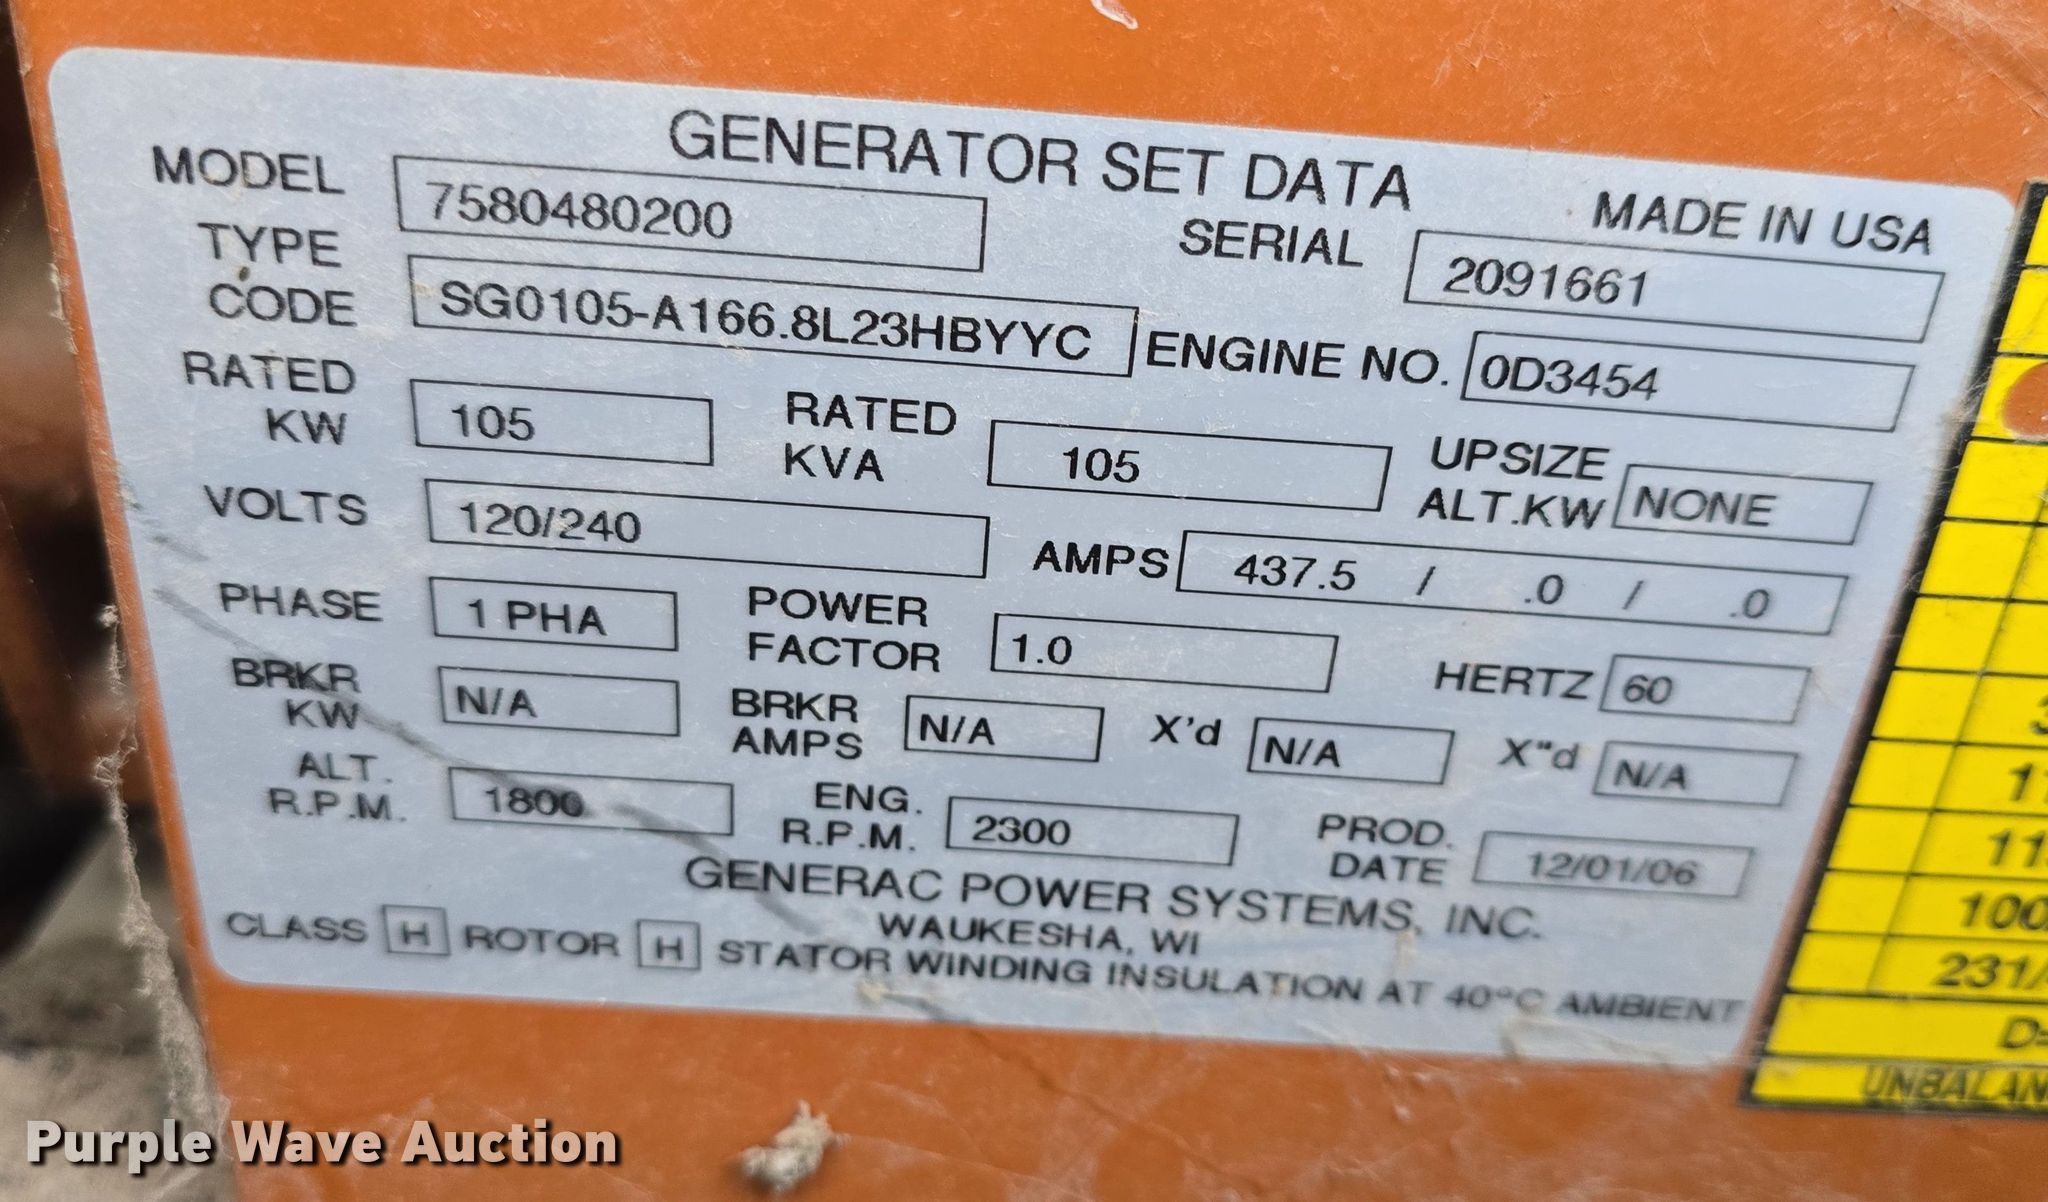 GENERATOR SET DATA
MADE IN USA
MODEL 7580480200 SERIAL 2091661
TYPE CODE SG0105-A166.8L23HBYYC ENGINE NO. 0D3454
RATED KW 105 RATED KVA 105 UPSIZE ALT.KW NONE
VOLTS 120/240 AMPS 437.5 / .0 / .0
PHASE 1 PHA POWER FACTOR 1.0 HERTZ 60
BRKR KW N/A BRKR AMPS N/A X'd N/A X"d N/A
ALT. R.P.M. 1800 ENG. R.P.M. 2300 PROD. DATE 12/01/06
GENERAC POWER SYSTEMS, INC.
WAUKESHA, WI
CLASS H ROTOR H STATOR WINDING INSULATION AT 40°C AMBIENT
100
231/
D=
Purple Wave Auction